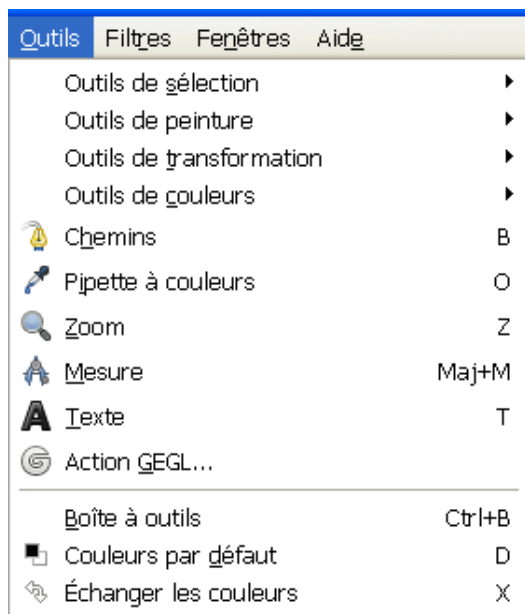 Outils Filtres Fenêtres Aide
Outils de sélection
Outils de peinture
Outils de transformation
Outils de couleurs
Chemins B
Pipette à couleurs O
Zoom Z
Mesure Maj+M
Texte T
Action GEGL...
Boîte à outils Ctrl+B
Couleurs par défaut D
Échanger les couleurs X